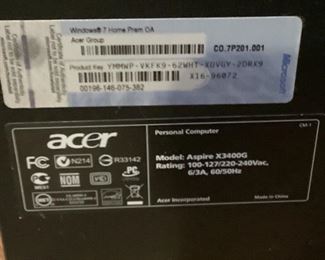 Windows® 7 Home Prem OA
Acer Group
CO.7P201.001
Product Key:
X16-96072
00196-146-075-382
Microsoft
acer
Personal Computer
FC N214 R33142
Model: Aspire X3400G
Rating: 100-127/220-240Vac,
6/3A, 60/50Hz
NOM
Acer Incorporated
Made in China